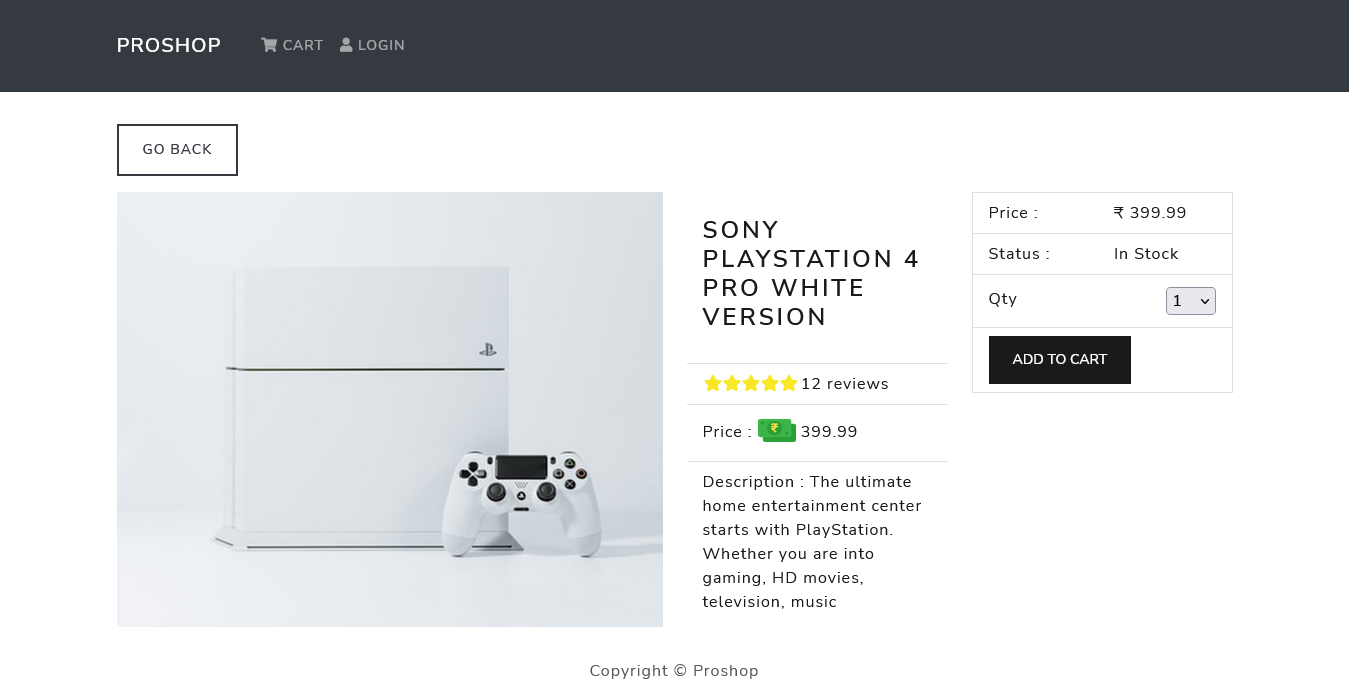 PROSHOP
CART
LOGIN
GO BACK
SONY
PLAYSTATION 4
PRO WHITE
VERSION
12 reviews
Price : ₹ 399.99
Description : The ultimate
home entertainment center
starts with PlayStation.
Whether you are into
gaming, HD movies,
television, music
Price : ₹ 399.99
Status : In Stock
Qty 1
ADD TO CART
Copyright © Proshop